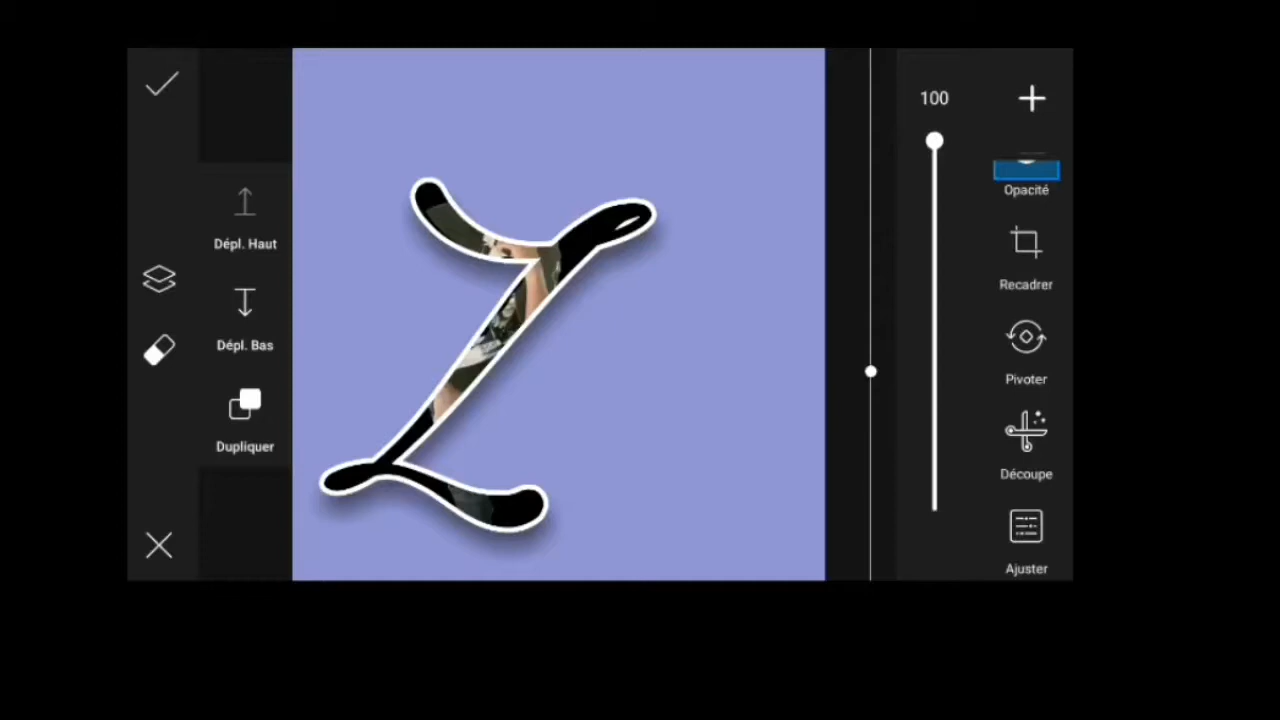 100
Opacité
Dépl. Haut
Recadrer
Dépl. Bas
Pivoter
Dupliquer
Découpe
Ajuster
Z